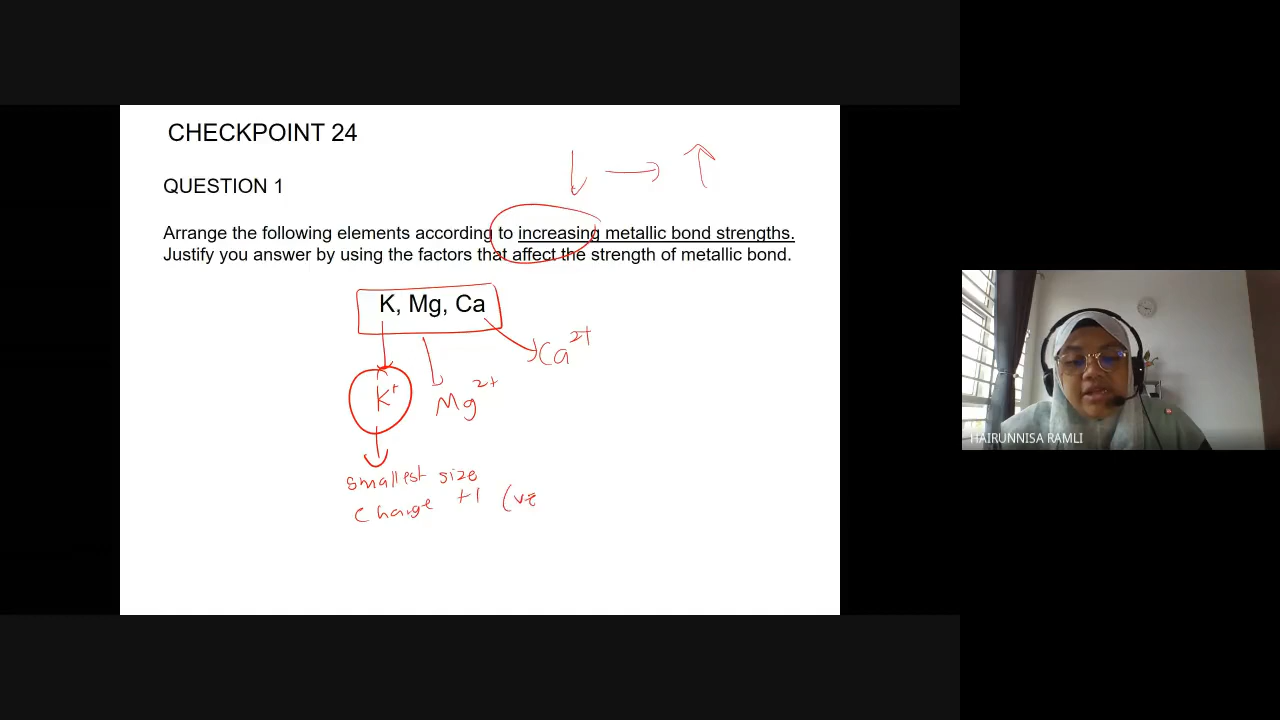 CHECKPOINT 24
QUESTION 1
Arrange the following elements according to increasing metallic bond strengths.
Justify you answer by using the factors that affect the strength of metallic bond.
K, Mg, Ca
Ca2+
K+
Mg2+
smallest size
charge +1 (ve
HAIRUNNISA RAMLI